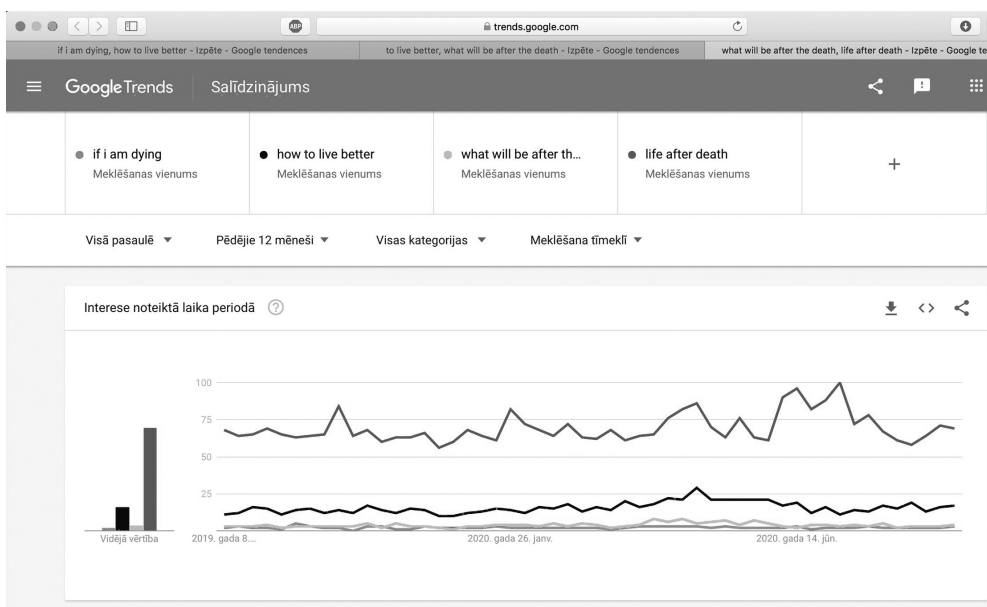 ABP
trends.google.com
if i am dying, how to live better - Izpēte - Google tendences
to live better, what will be after the death - Izpēte - Google tendences
what will be after the death, life after death - Izpēte - Google te
Google Trends
Salīdzinājums
if i am dying
Meklēšanas vienums
how to live better
Meklēšanas vienums
what will be after th...
Meklēšanas vienums
life after death
Meklēšanas vienums
+
Visā pasaulē
Pēdējie 12 mēneši
Visas kategorijas
Meklēšana tīmeklī
Interese noteiktā laika periodā
?
100
75
50
25
Vidējā vērtība
2019. gada 8...
2020. gada 26. janv.
2020. gada 14. jūn.